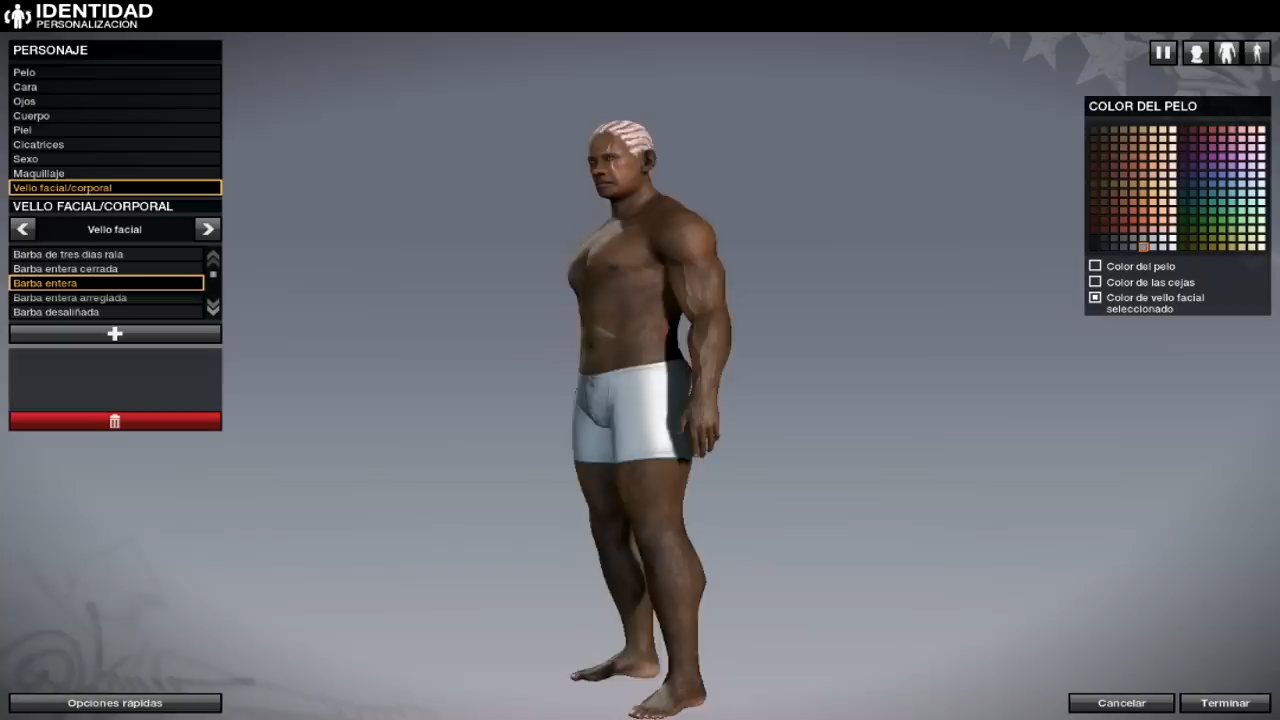 IDENTIDAD
PERSONALIZACIÓN
PERSONAJE
Pelo
Cara
Ojos
Cuerpo
Piel
Cicatrices
Sexo
Maquillaje
Vello facial/corporal
VELLO FACIAL/CORPORAL
Vello facial
Barba de tres días rala
Barba entera cerrada
Barba entera
Barba entera arreglada
Barba desaliñada
Opciones rápidas
COLOR DEL PELO
Color del pelo
Color de las cejas
Color de vello facial
seleccionado
Cancelar
Terminar